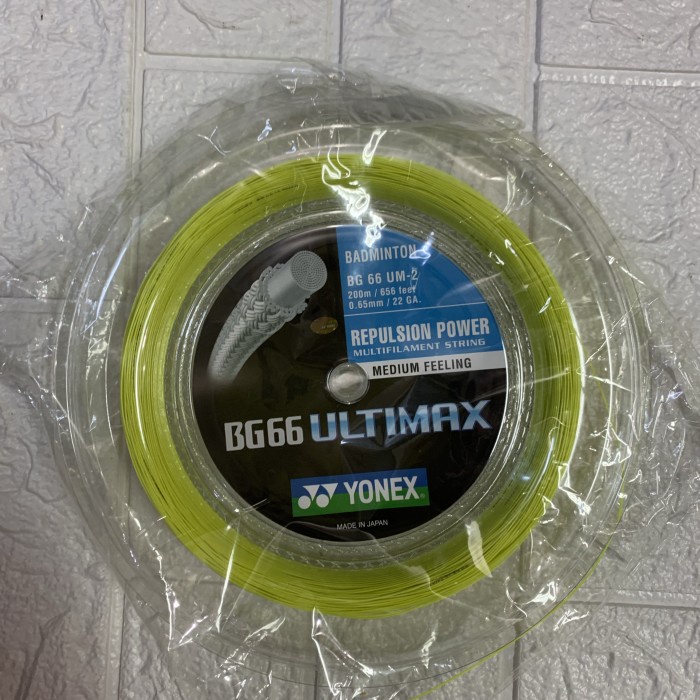 BADMINTON
BG 66 UM-2
200m / 656 feet
0.65mm / 22 GA.
REPULSION POWER
MULTIFILAMENT STRING
MEDIUM FEELING
BG66 ULTIMAX
YONEX®
MADE IN JAPAN